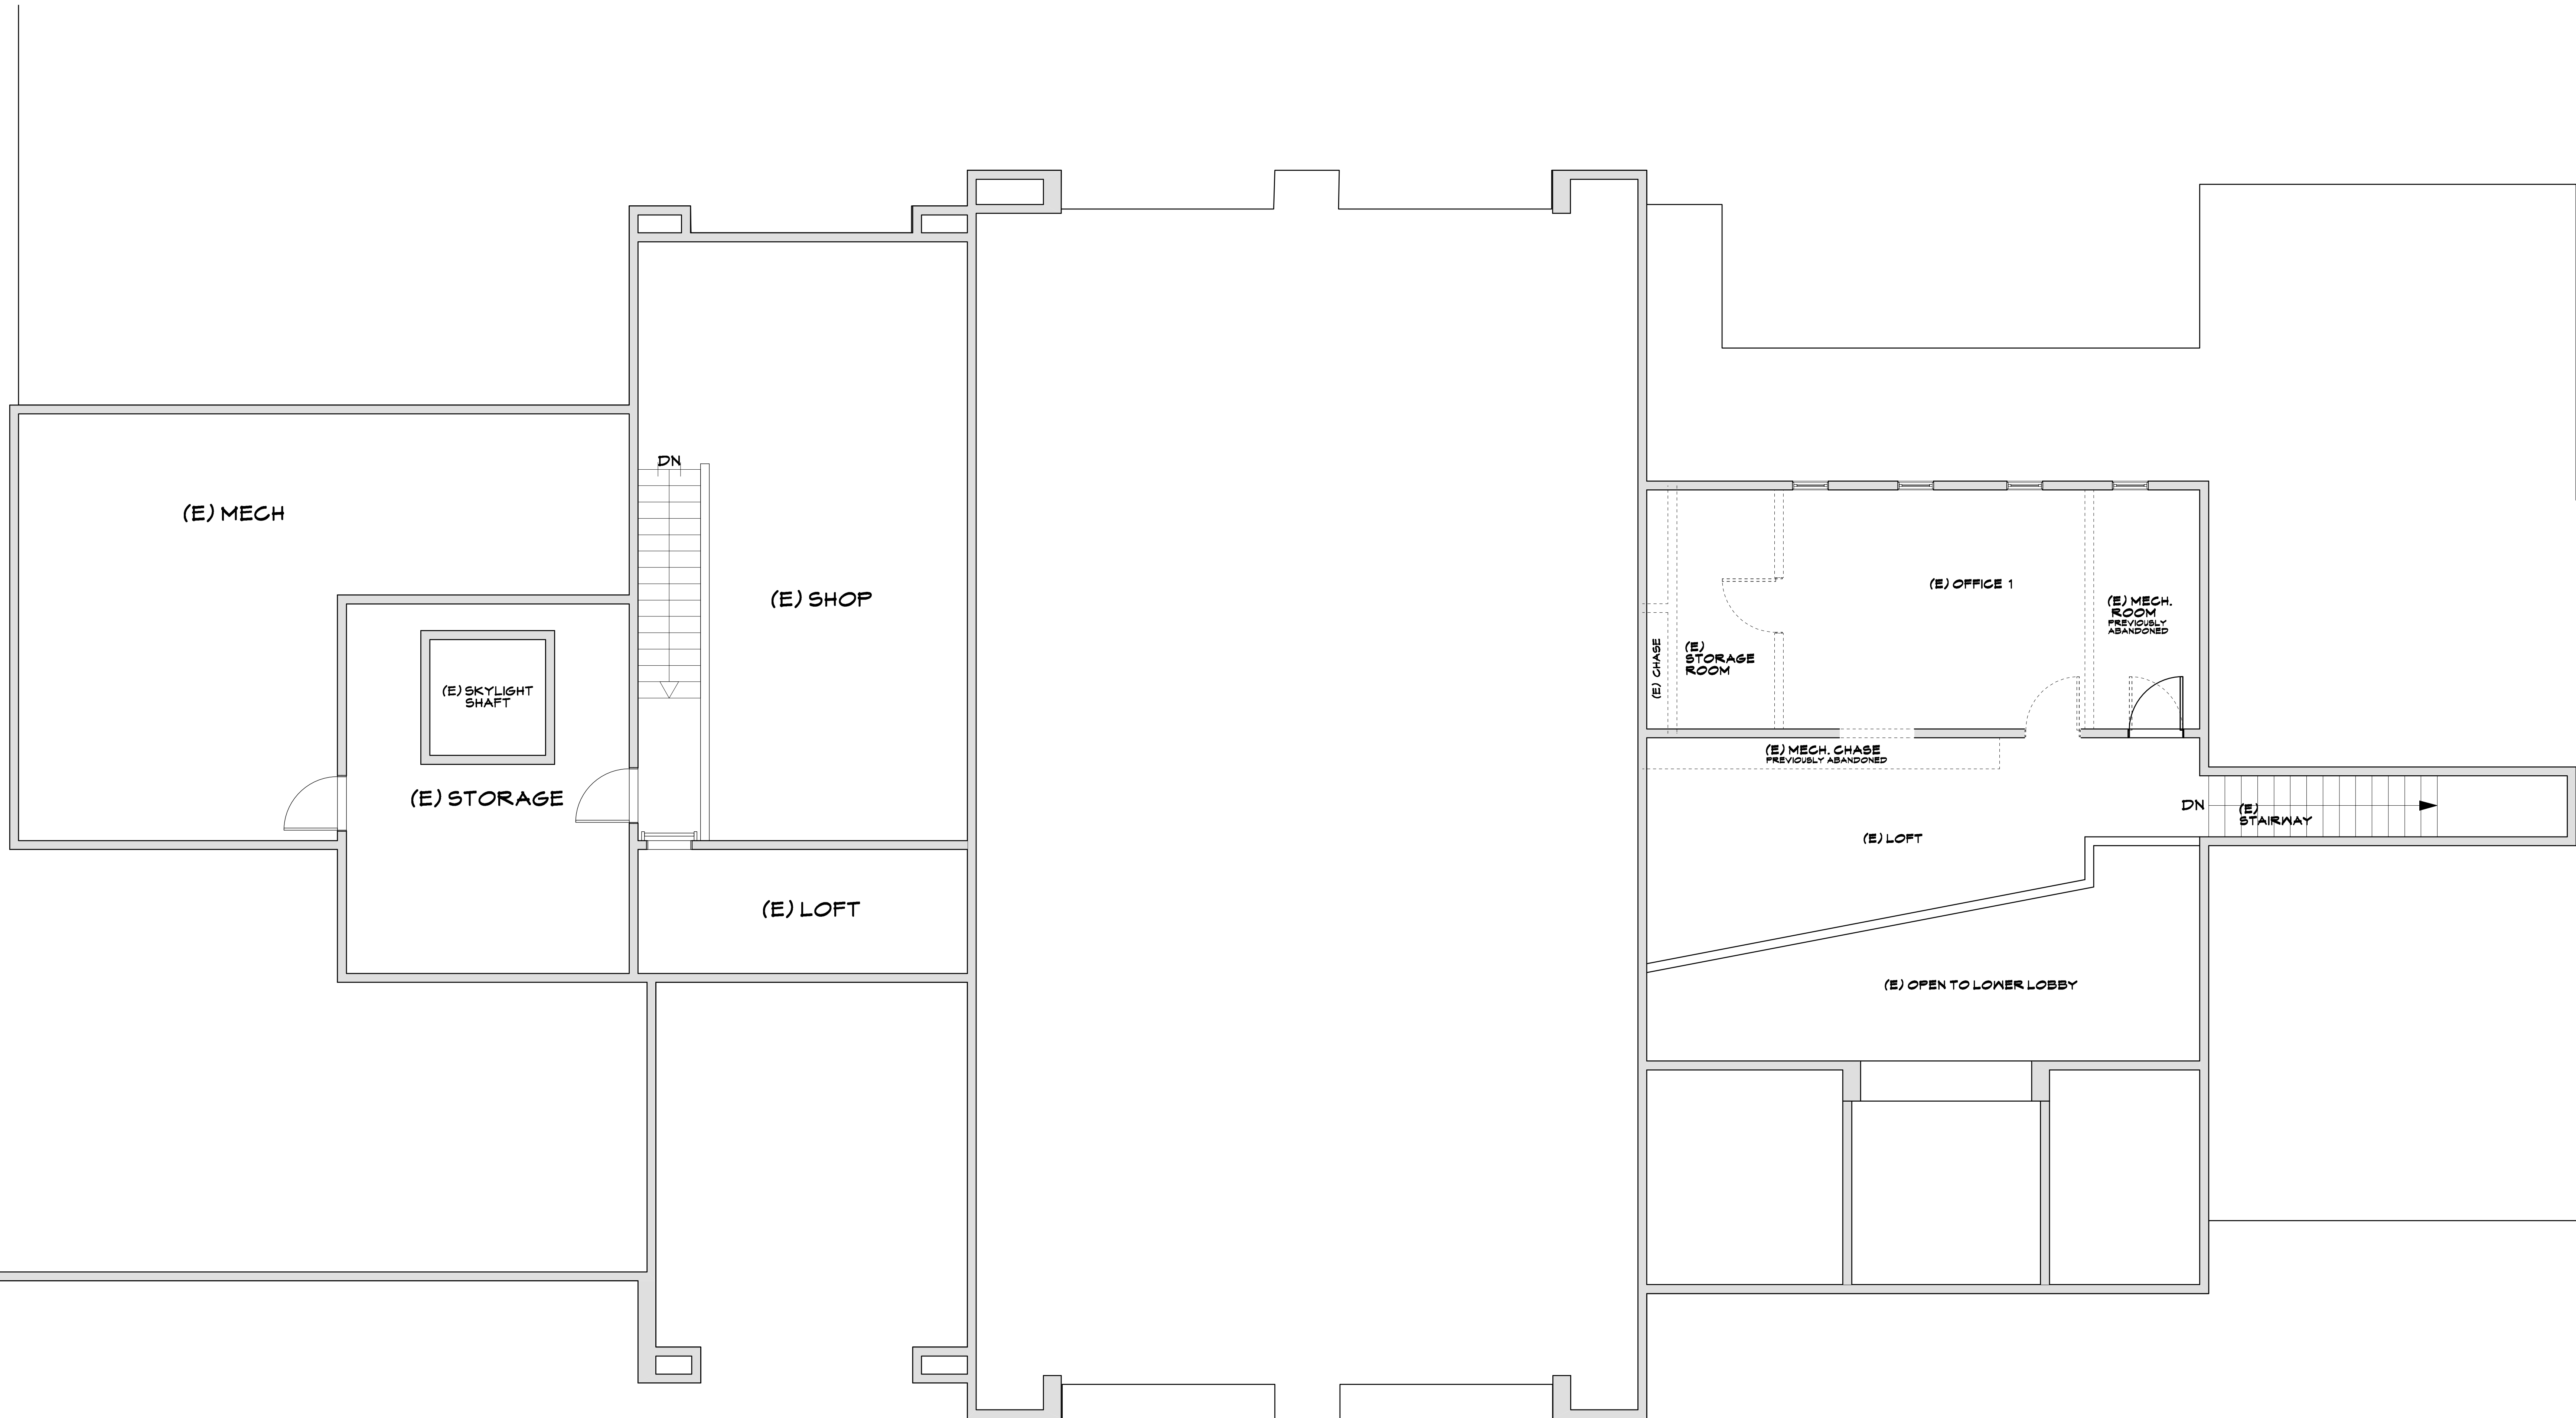 DN
(E) MECH
(E) SHOP
(E) SKYLIGHT
SHAFT
(E) STORAGE
(E) LOFT
(E) OFFICE 1
(E) MECH.
ROOM
PREVIOUSLY
ABANDONED
(E) CHASE
(E)
STORAGE
ROOM
(E) MECH. CHASE
PREVIOUSLY ABANDONED
DN
(E)
STAIRWAY
(E) LOFT
(E) OPEN TO LOWER LOBBY